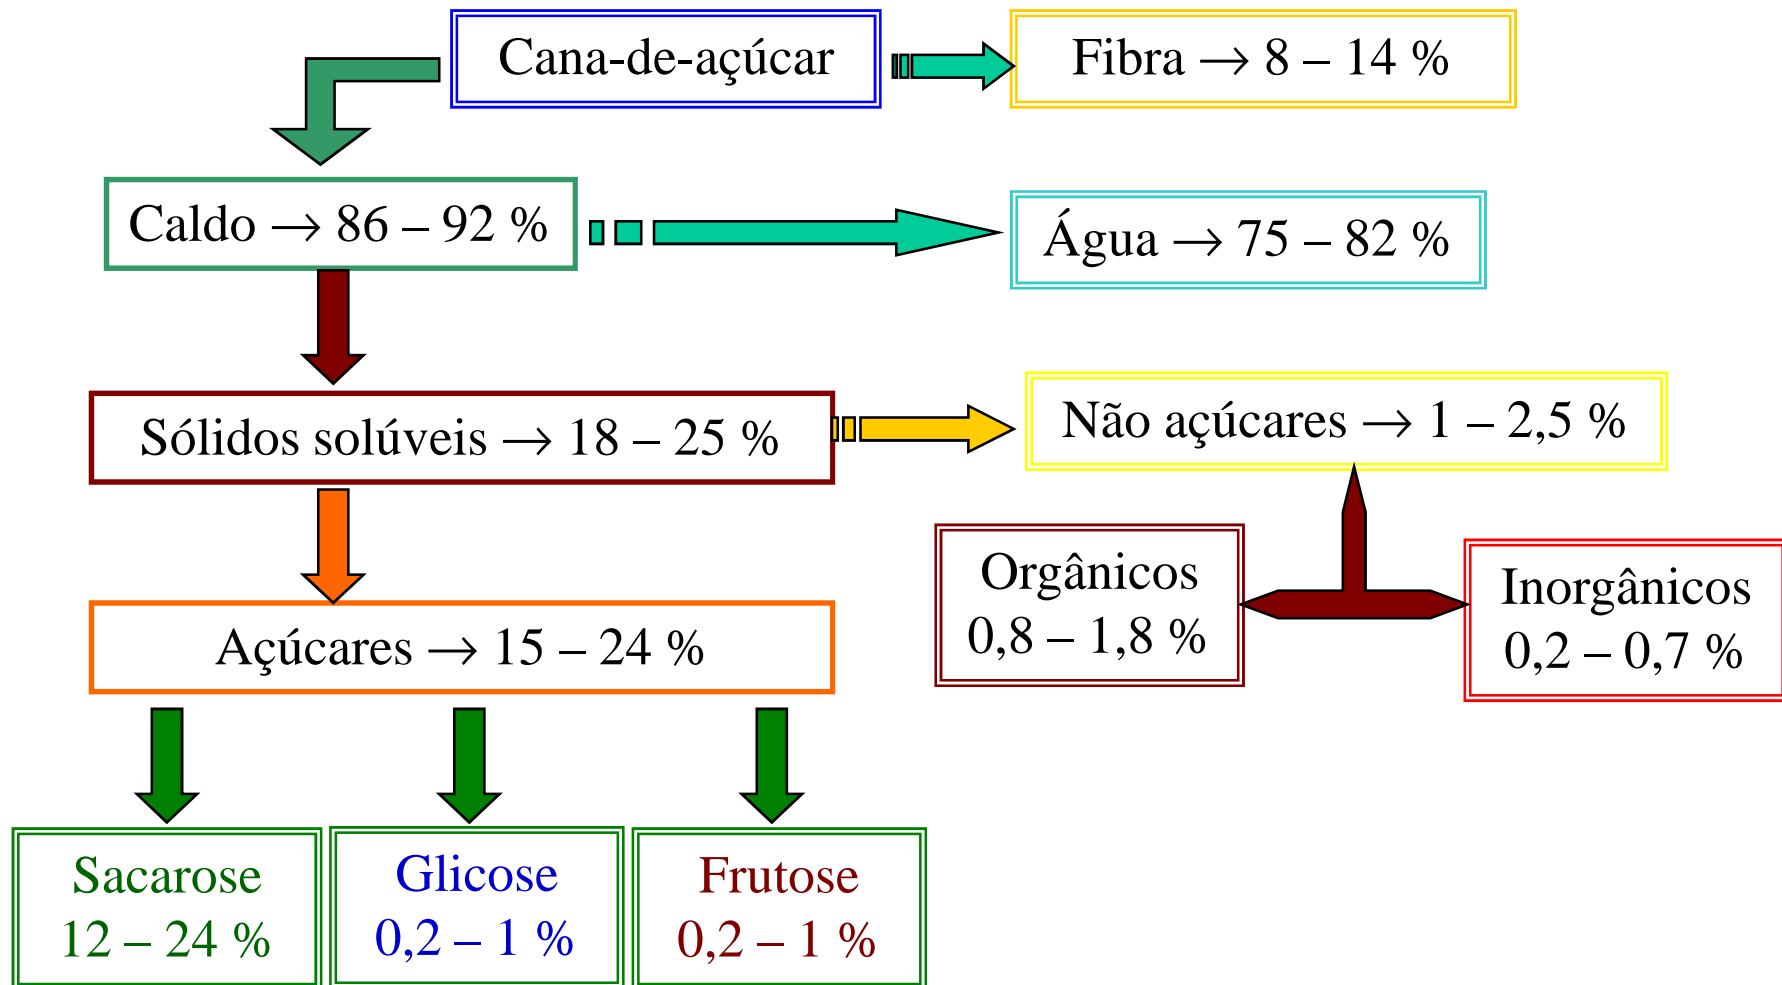 Cana-de-açúcar
Fibra → 8 – 14 %
Caldo → 86 – 92 %
Água → 75 – 82 %
Sólidos solúveis → 18 – 25 %
Não açúcares → 1 – 2,5 %
Orgânicos
0,8 – 1,8 %
Inorgânicos
0,2 – 0,7 %
Açúcares → 15 – 24 %
Sacarose
12 – 24 %
Glicose
0,2 – 1 %
Frutose
0,2 – 1 %